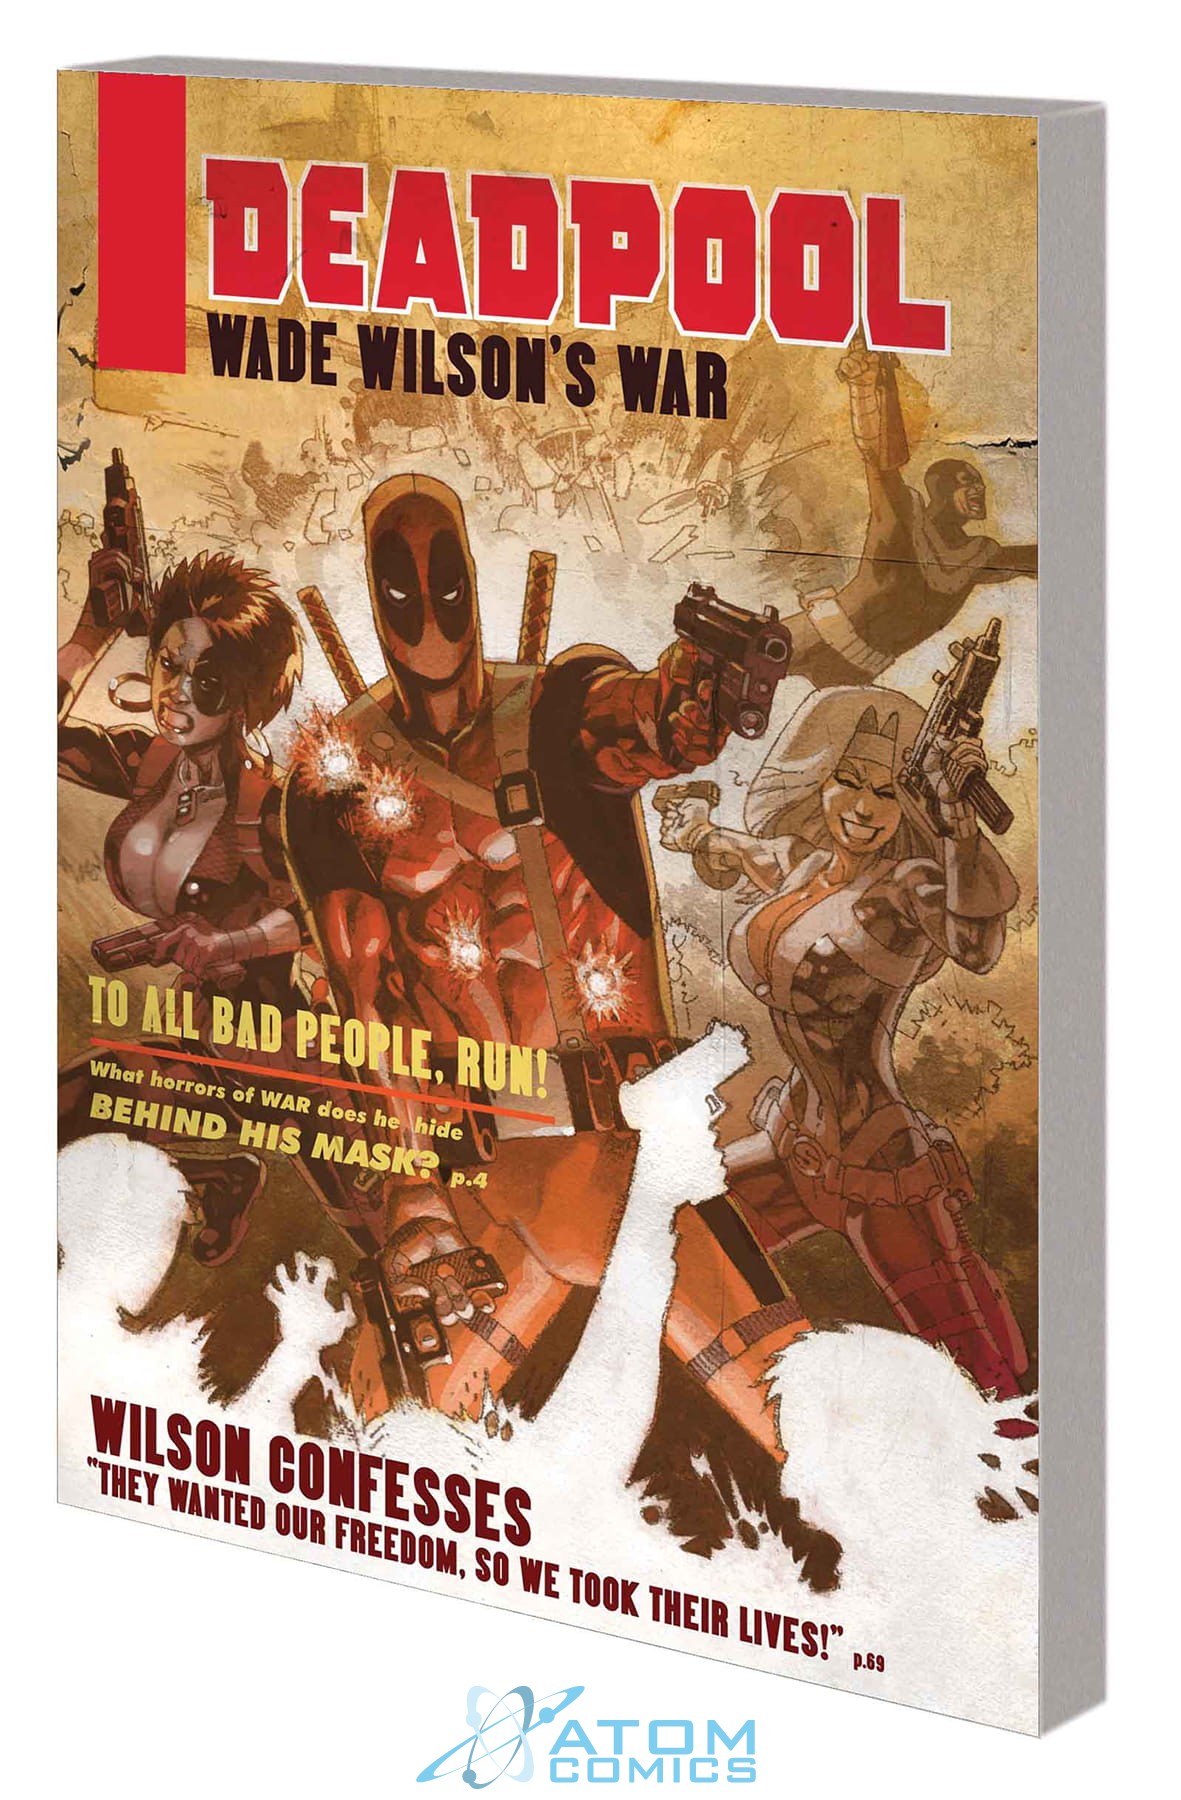 DEADPOOL
WADE WILSON'S WAR
TO ALL BAD PEOPLE, RUN!
What horrors of WAR does he hide
BEHIND HIS MASK? p.4
WILSON CONFESSES
"THEY WANTED OUR FREEDOM, SO WE TOOK THEIR LIVES!" p.69
ATOM
COMICS